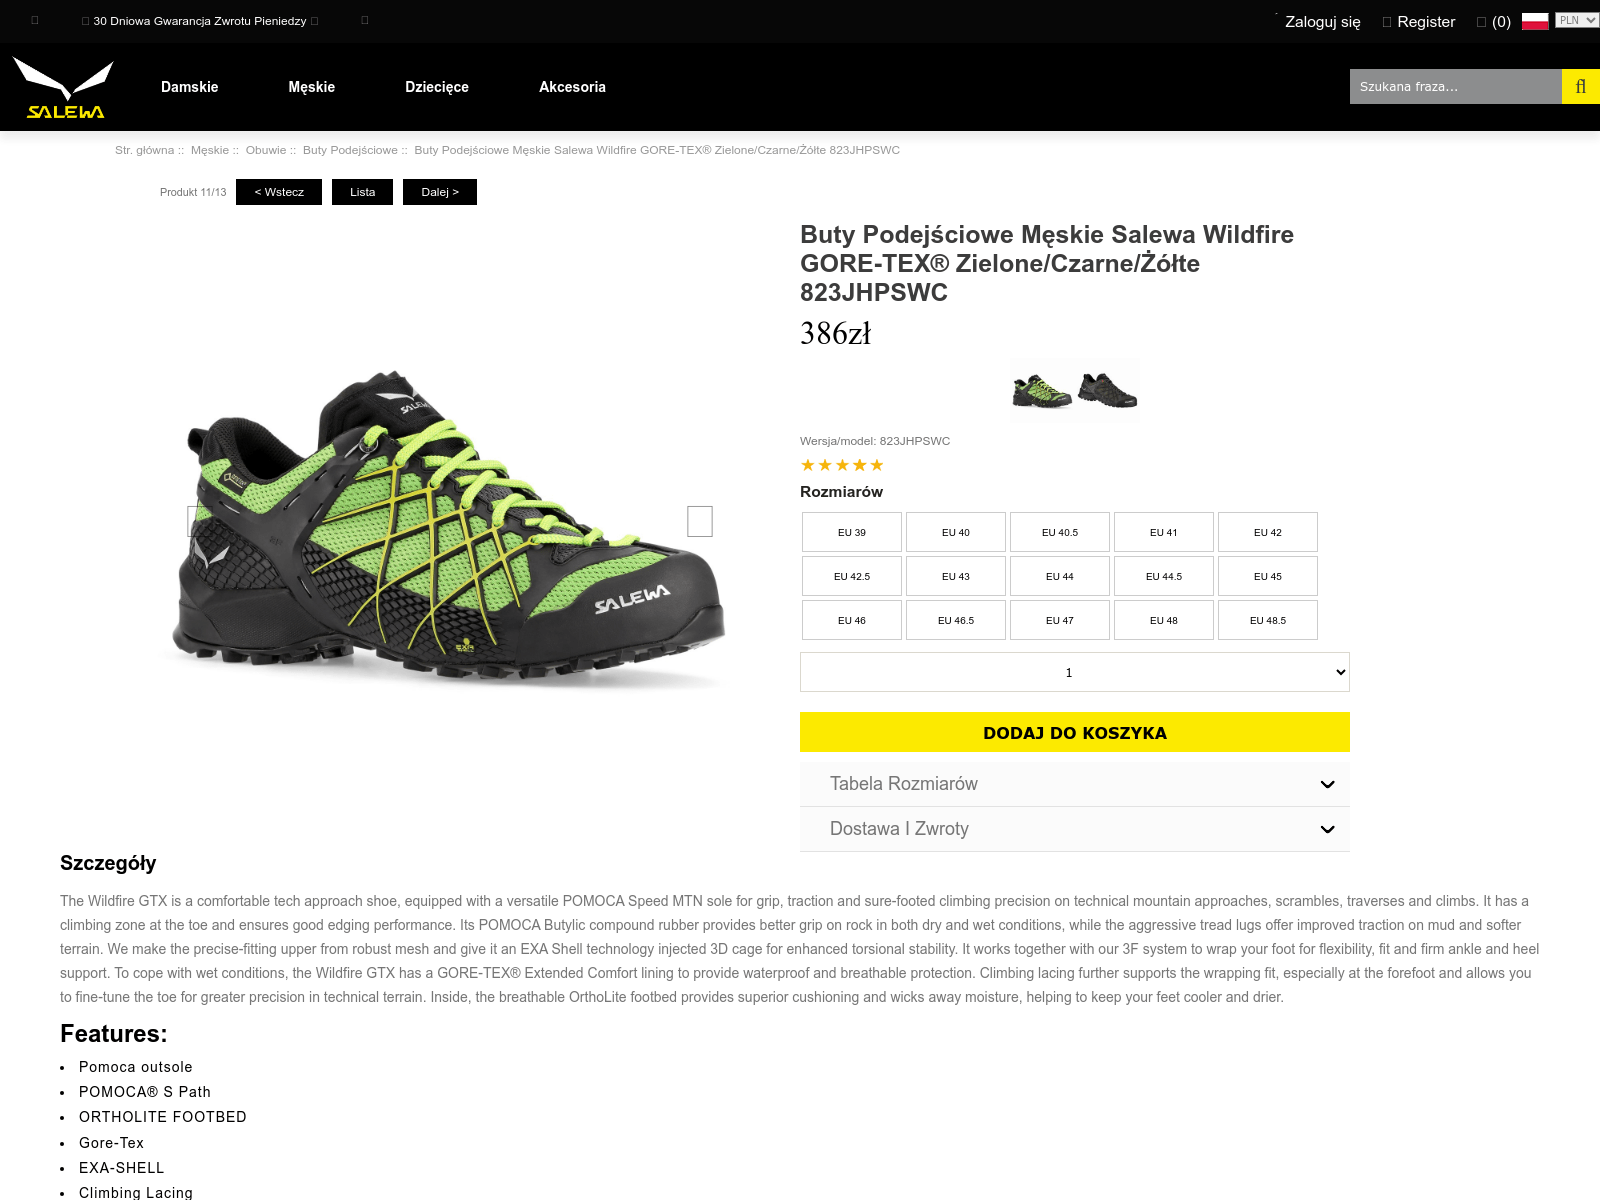 30 Dniowa Gwarancja Zwrotu Pieniedzy
Zaloguj się
Register
(0)
PLN
SALEWA
Damskie
Męskie
Dziecięce
Akcesoria
Szukana fraza...
Str. główna :: Męskie :: Obuwie :: Buty Podejściowe :: Buty Podejściowe Męskie Salewa Wildfire GORE-TEX® Zielone/Czarne/Żółte 823JHPSWC
Produkt 11/13
< Wstecz
Lista
Dalej >
Buty Podejściowe Męskie Salewa Wildfire
GORE-TEX® Zielone/Czarne/Żółte
823JHPSWC
386zł
Wersja/model: 823JHPSWC
Rozmiarów
EU 39
EU 40
EU 40.5
EU 41
EU 42
EU 42.5
EU 43
EU 44
EU 44.5
EU 45
EU 46
EU 46.5
EU 47
EU 48
EU 48.5
1
DODAJ DO KOSZYKA
Tabela Rozmiarów
Dostawa I Zwroty
SALEWA
SALEWA
Szczegóły
The Wildfire GTX is a comfortable tech approach shoe, equipped with a versatile POMOCA Speed MTN sole for grip, traction and sure-footed climbing precision on technical mountain approaches, scrambles, traverses and climbs. It has a
climbing zone at the toe and ensures good edging performance. Its POMOCA Butylic compound rubber provides better grip on rock in both dry and wet conditions, while the aggressive tread lugs offer improved traction on mud and softer
terrain. We make the precise-fitting upper from robust mesh and give it an EXA Shell technology injected 3D cage for enhanced torsional stability. It works together with our 3F system to wrap your foot for flexibility, fit and firm ankle and heel
support. To cope with wet conditions, the Wildfire GTX has a GORE-TEX® Extended Comfort lining to provide waterproof and breathable protection. Climbing lacing further supports the wrapping fit, especially at the forefoot and allows you
to fine-tune the toe for greater precision in technical terrain. Inside, the breathable OrthoLite footbed provides superior cushioning and wicks away moisture, helping to keep your feet cooler and drier.
Features:
Pomoca outsole
POMOCA® S Path
ORTHOLITE FOOTBED
Gore-Tex
EXA-SHELL
Climbing Lacing